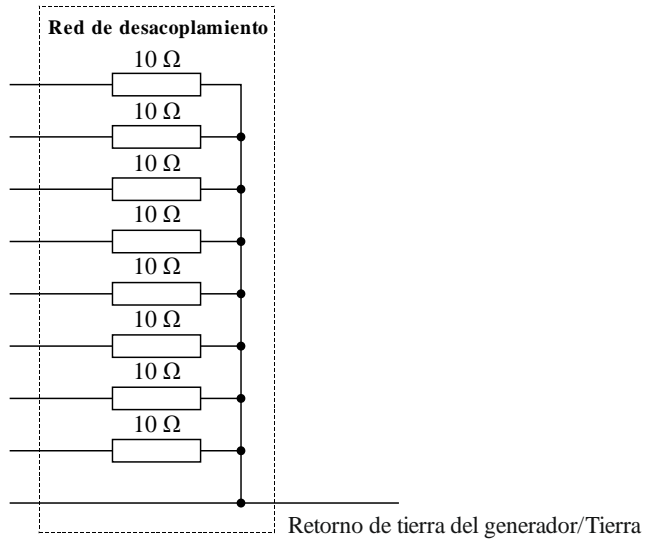 Red de desacoplamiento
10 Ω
10 Ω
10 Ω
10 Ω
10 Ω
10 Ω
10 Ω
10 Ω
Retorno de tierra del generador/Tierra